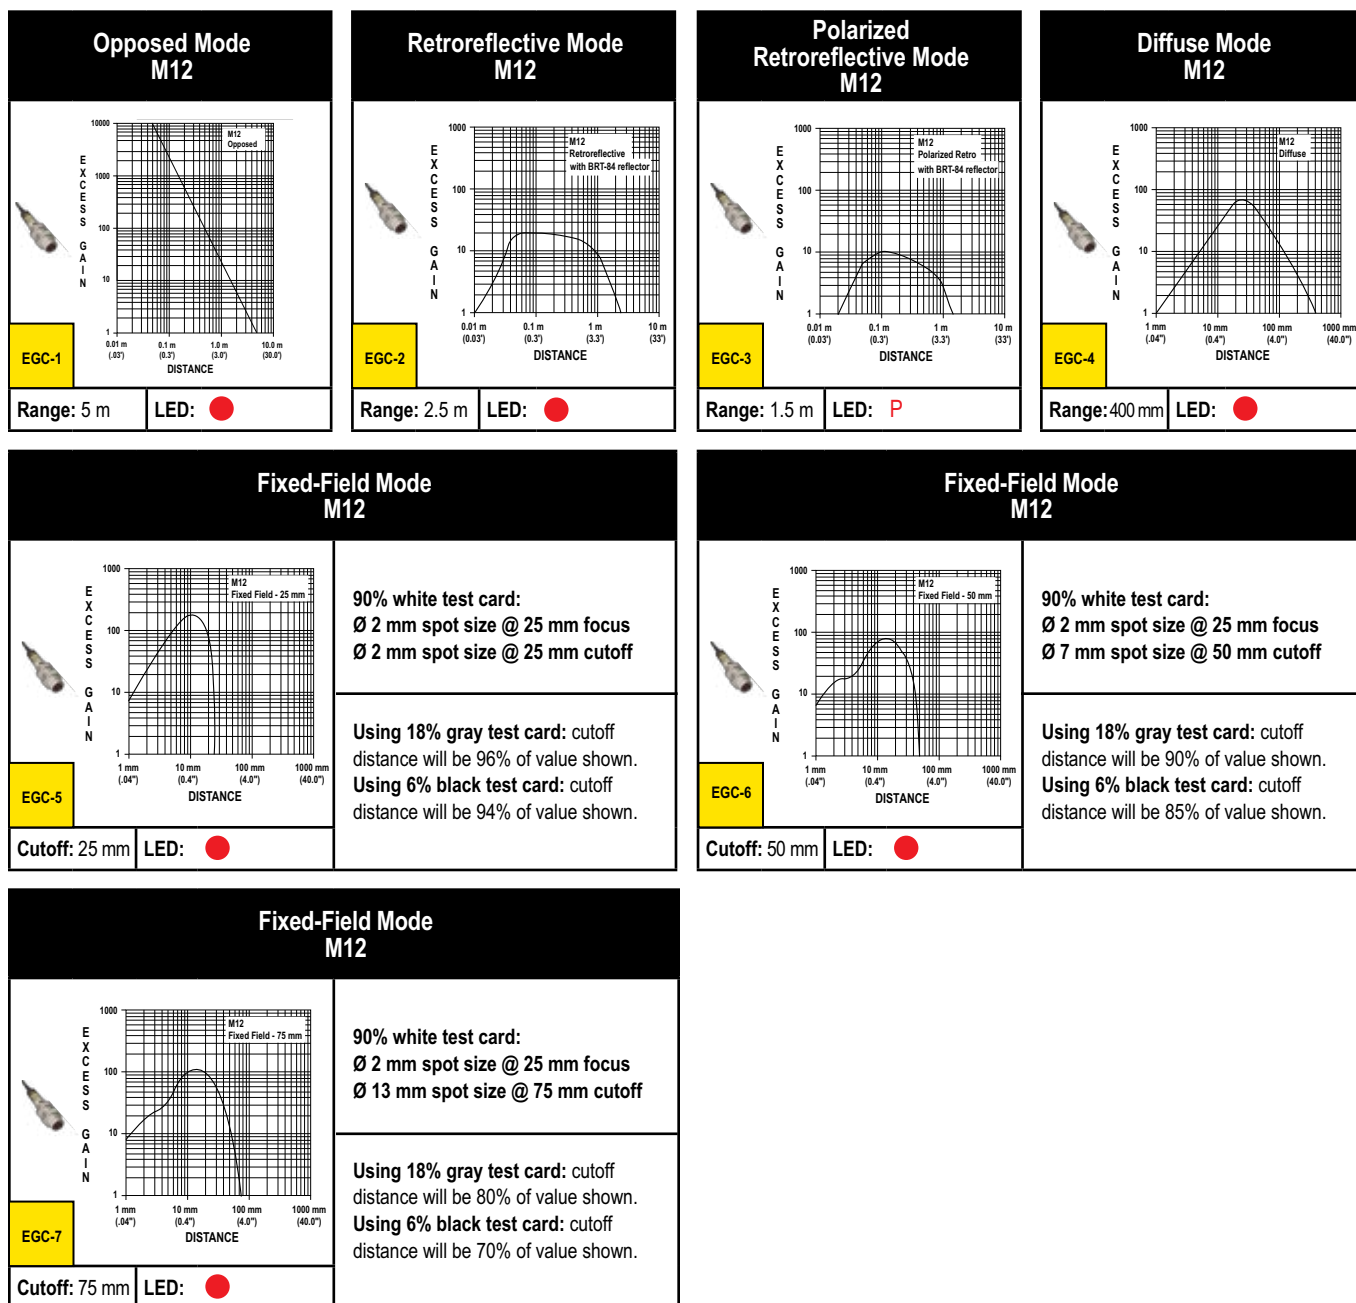 Opposed Mode
M12
EXCESS GAIN
10000
1000
100
10
1
M12
Opposed
0.01 m
(.03')
0.1 m
(0.3')
1.0 m
(3.0')
10.0 m
(30.0')
DISTANCE
EGC-1
Range: 5 m
LED:
Retroreflective Mode
M12
EXCESS GAIN
1000
100
10
1
M12
Retroreflective
with BRT-84 reflector
0.01 m
(0.03')
0.1 m
(0.3')
1 m
(3.3')
10 m
(33')
DISTANCE
EGC-2
Range: 2.5 m
LED:
Polarized
Retroreflective Mode
M12
EXCESS GAIN
1000
100
10
1
M12
Polarized Retro
with BRT-84 reflector
0.01 m
(0.03')
0.1 m
(0.3')
1 m
(3.3')
10 m
(33')
DISTANCE
EGC-3
Range: 1.5 m
LED: P
Diffuse Mode
M12
EXCESS GAIN
1000
100
10
1
M12
Diffuse
1 mm
(.04")
10 mm
(0.4")
100 mm
(4.0")
1000 mm
(40.0")
DISTANCE
EGC-4
Range: 400 mm
LED:
Fixed-Field Mode
M12
EXCESS GAIN
1000
100
10
1
M12
Fixed Field - 25 mm
1 mm
(.04")
10 mm
(0.4")
100 mm
(4.0")
1000 mm
(40.0")
DISTANCE
EGC-5
Cutoff: 25 mm
LED:
90% white test card:
Ø 2 mm spot size @ 25 mm focus
Ø 2 mm spot size @ 25 mm cutoff
Using 18% gray test card: cutoff
distance will be 96% of value shown.
Using 6% black test card: cutoff
distance will be 94% of value shown.
Fixed-Field Mode
M12
EXCESS GAIN
1000
100
10
1
M12
Fixed Field - 50 mm
1 mm
(.04")
10 mm
(0.4")
100 mm
(4.0")
1000 mm
(40.0")
DISTANCE
EGC-6
Cutoff: 50 mm
LED:
90% white test card:
Ø 2 mm spot size @ 25 mm focus
Ø 7 mm spot size @ 50 mm cutoff
Using 18% gray test card: cutoff
distance will be 90% of value shown.
Using 6% black test card: cutoff
distance will be 85% of value shown.
Fixed-Field Mode
M12
EXCESS GAIN
1000
100
10
1
M12
Fixed Field - 75 mm
1 mm
(.04")
10 mm
(0.4")
100 mm
(4.0")
1000 mm
(40.0")
DISTANCE
EGC-7
Cutoff: 75 mm
LED:
90% white test card:
Ø 2 mm spot size @ 25 mm focus
Ø 13 mm spot size @ 75 mm cutoff
Using 18% gray test card: cutoff
distance will be 80% of value shown.
Using 6% black test card: cutoff
distance will be 70% of value shown.